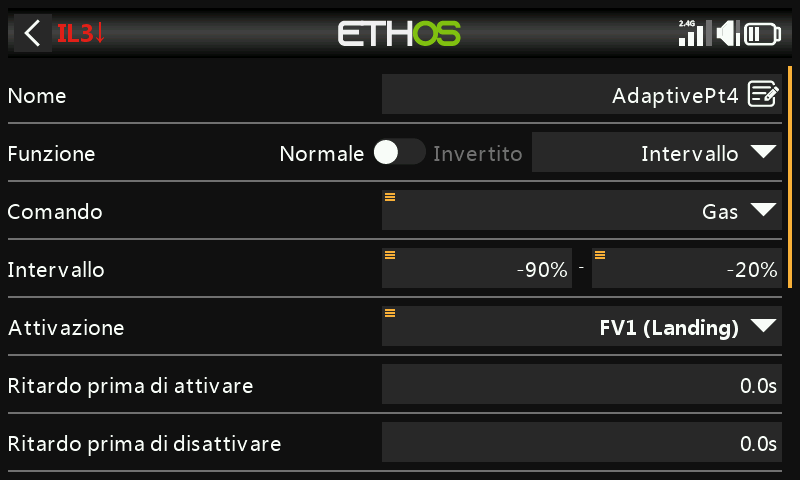 IL3↓ ETHOS 2.4G
Nome AdaptivePt4
Funzione Normale Invertito Intervallo
Comando Gas
Intervallo -90% - -20%
Attivazione FV1 (Landing)
Ritardo prima di attivare 0.0s
Ritardo prima di disattivare 0.0s